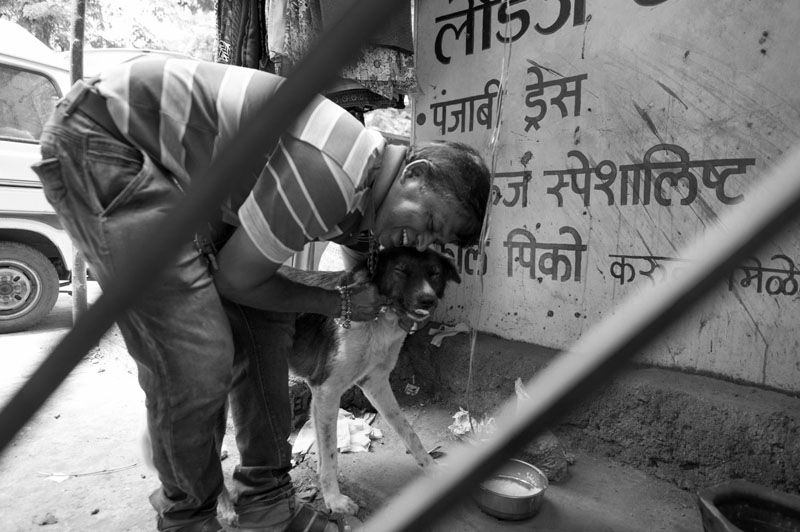 लेडिज
• पंजाबी ड्रेस
स्पेशालिष्ट
पिको करून मिळे